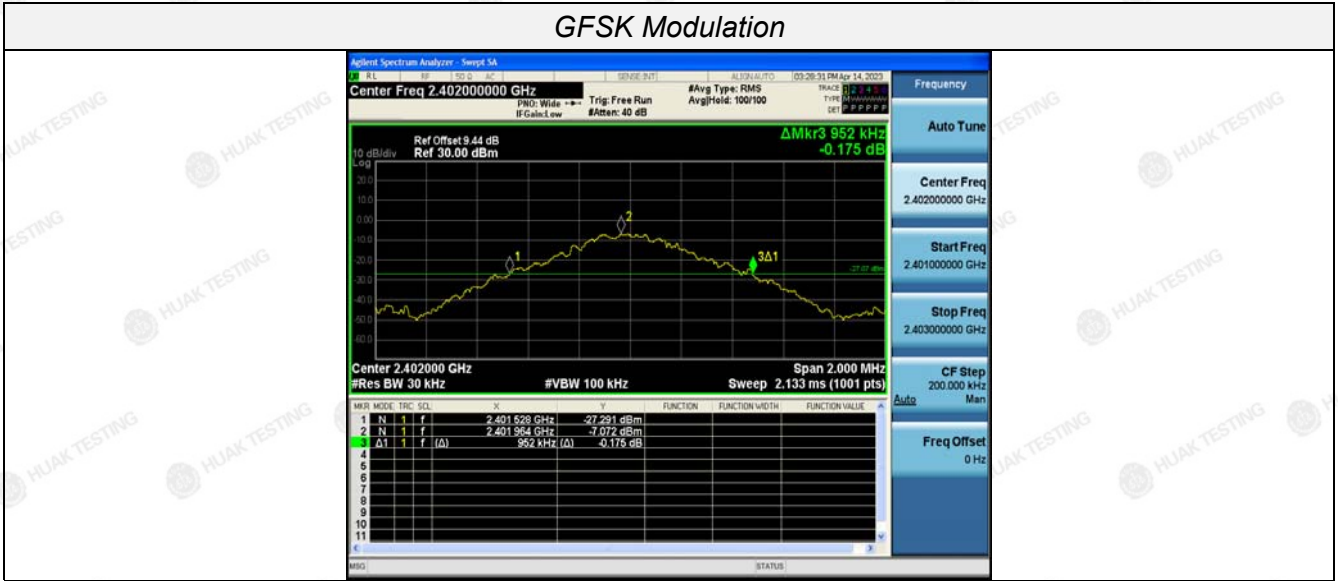 GFSK Modulation
Agilent Spectrum Analyzer - Swept SA
RL RF 50 Ω AC SENSE:INT ALIGN AUTO 03:28:31 PM Apr 14, 2023
Center Freq 2.402000000 GHz
PNO: Wide
IFGain:Low
Trig: Free Run
#Atten: 40 dB
#Avg Type: RMS
Avg|Hold: 100/100
TRACE 1 2 3 4 5 6
TYPE M
DET P P P P P P
Frequency
Auto Tune
Center Freq
2.402000000 GHz
Start Freq
2.401000000 GHz
Stop Freq
2.403000000 GHz
CF Step
200.000 kHz
Auto Man
Freq Offset
0 Hz
ΔMkr3 952 kHz
-0.175 dB
Ref Offset 9.44 dB
10 dB/div Ref 30.00 dBm
Log
20.0
10.0
0.00
-10.0
-20.0
-30.0
-40.0
-50.0
-60.0
1
2
3Δ1
-27.07 dBm
Center 2.402000 GHz Span 2.000 MHz
#Res BW 30 kHz #VBW 100 kHz Sweep 2.133 ms (1001 pts)
MKR MODE TRC SCL X Y FUNCTION FUNCTION WIDTH FUNCTION VALUE
1 N 1 f 2.401 528 GHz -27.291 dBm
2 N 1 f 2.401 964 GHz -7.072 dBm
3 Δ1 1 f (Δ) 952 kHz (Δ) -0.175 dB
4
5
6
7
8
9
10
11
MSG STATUS
HUAK TESTING
HUAK TESTING
HUAK TESTING
HUAK TESTING
HUAK TESTING
HUAK TESTING